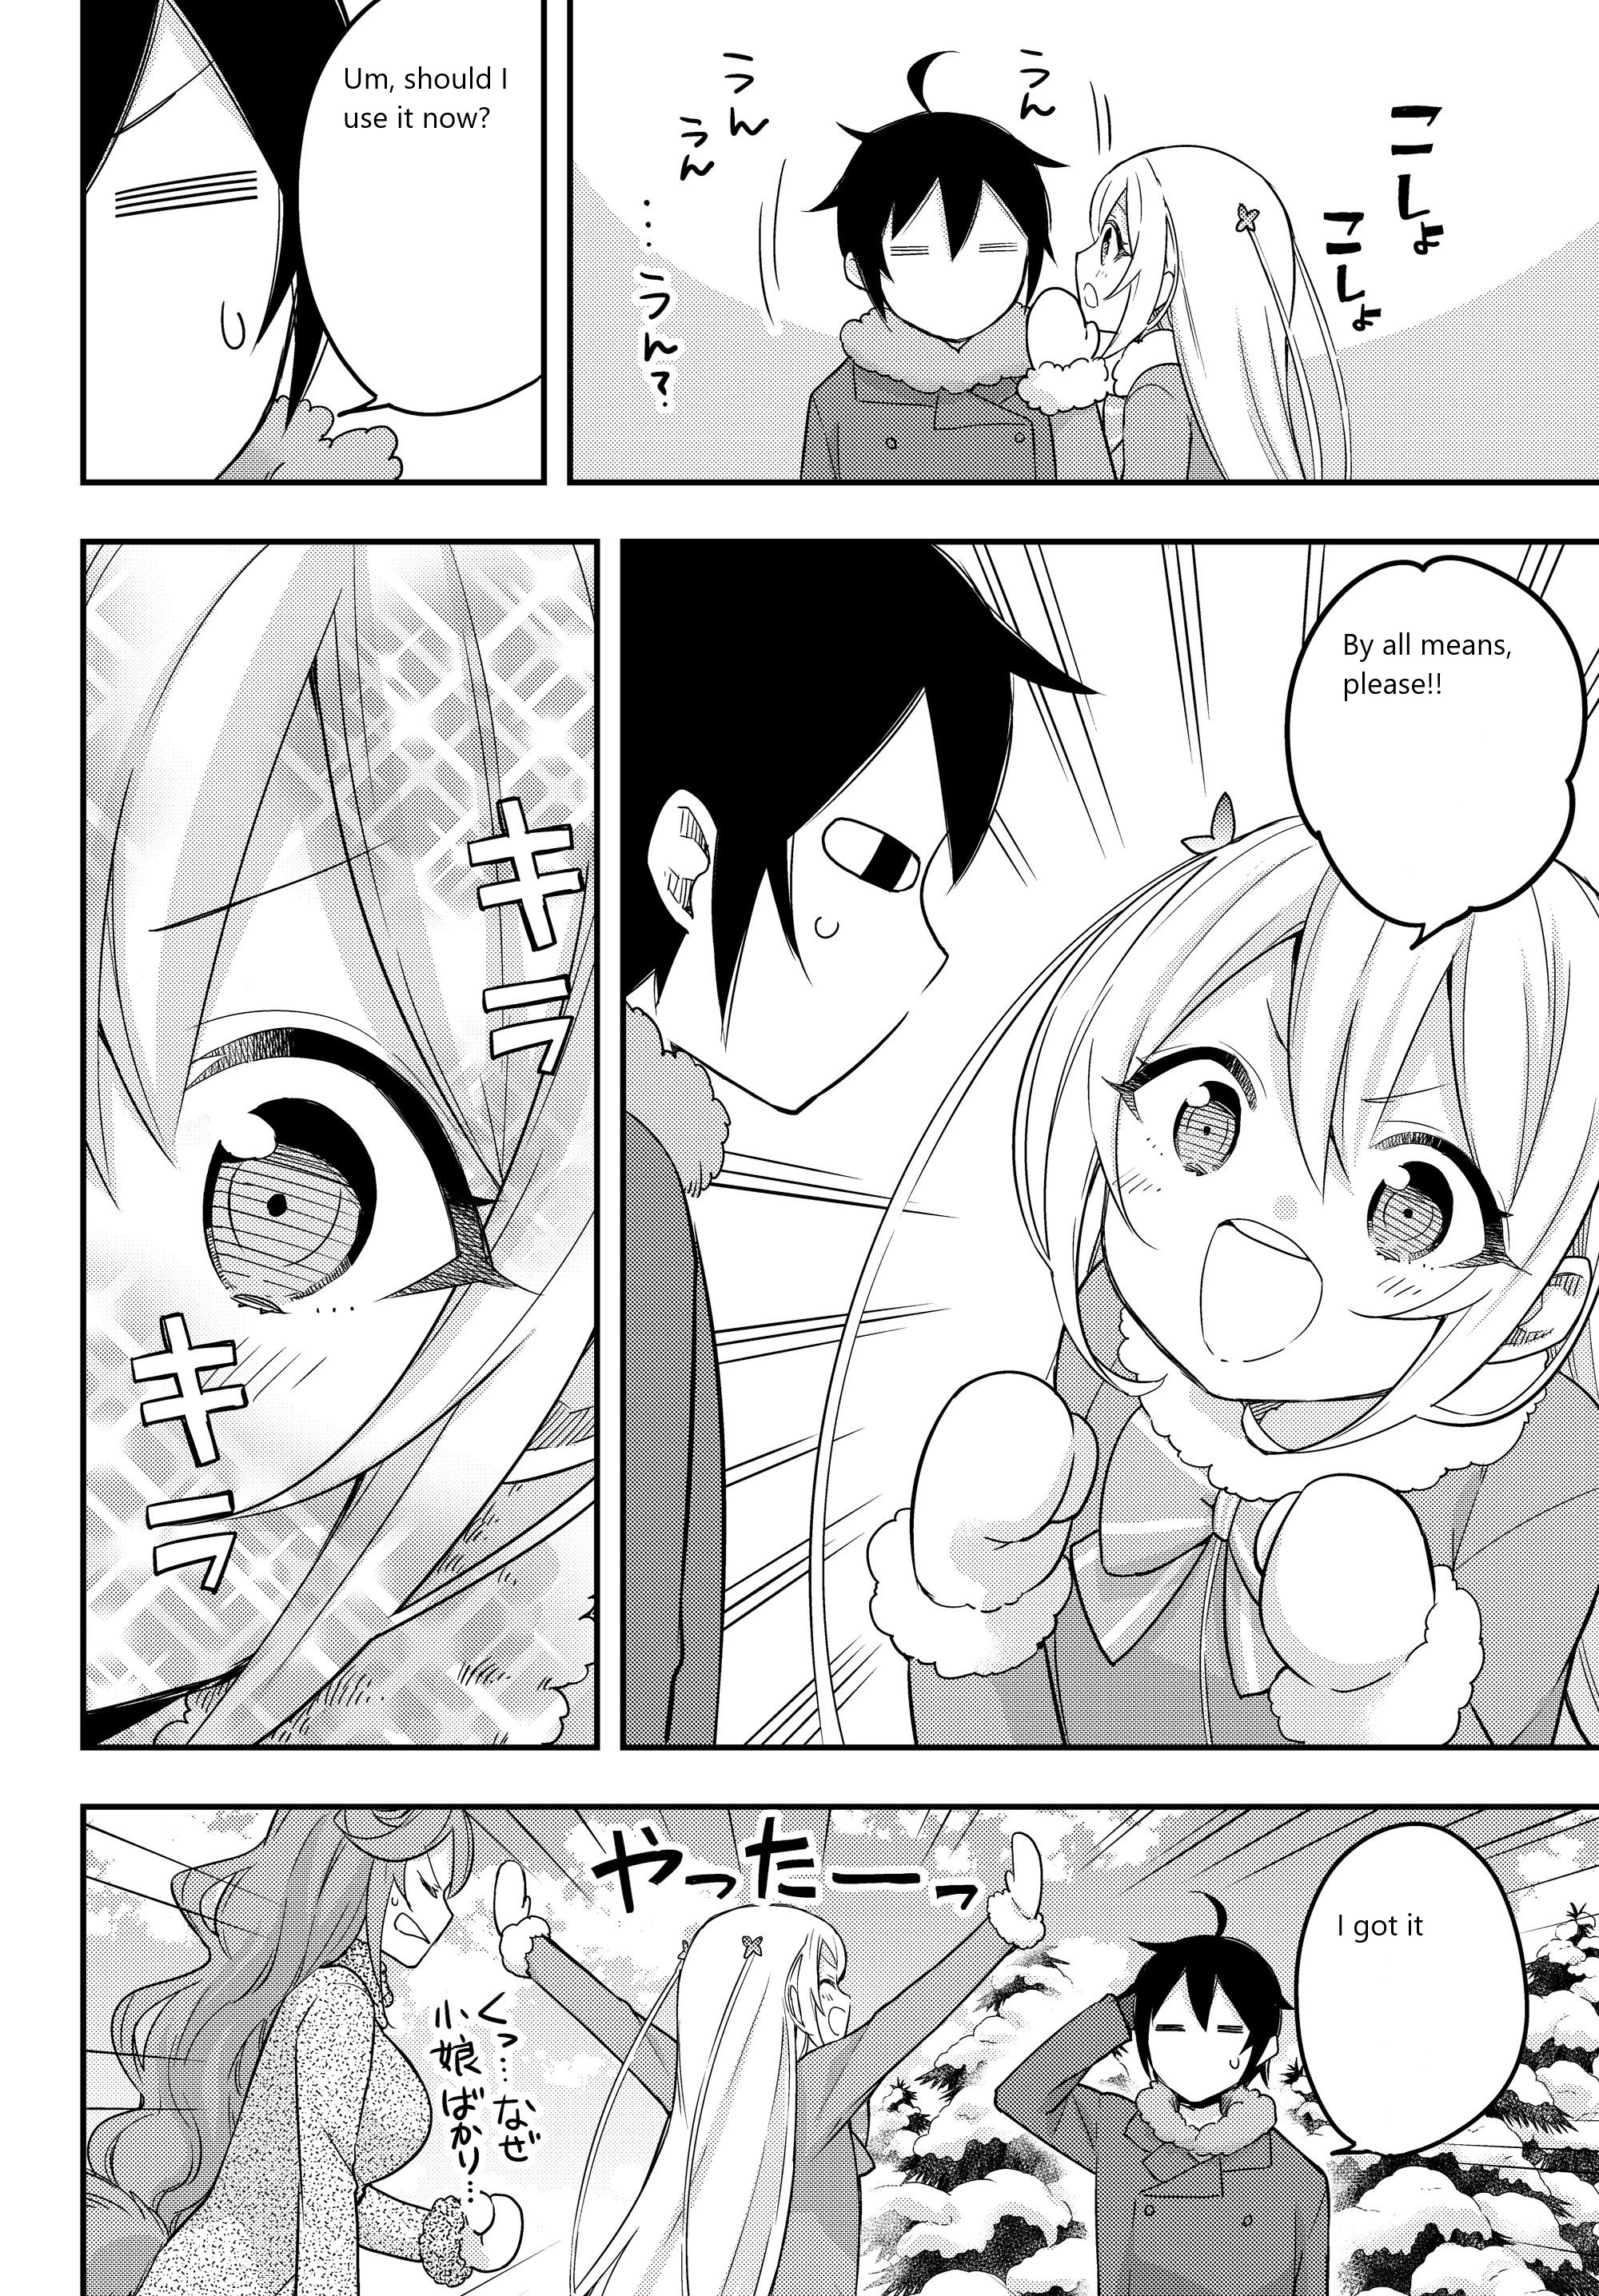 こしょ
こしょ
うん
うん
うん
…うん?
Um, should I
use it now?
By all means,
please!!
キラ
キラ
I got it
やったーっ
くっ…なぜ
小娘ばかり…